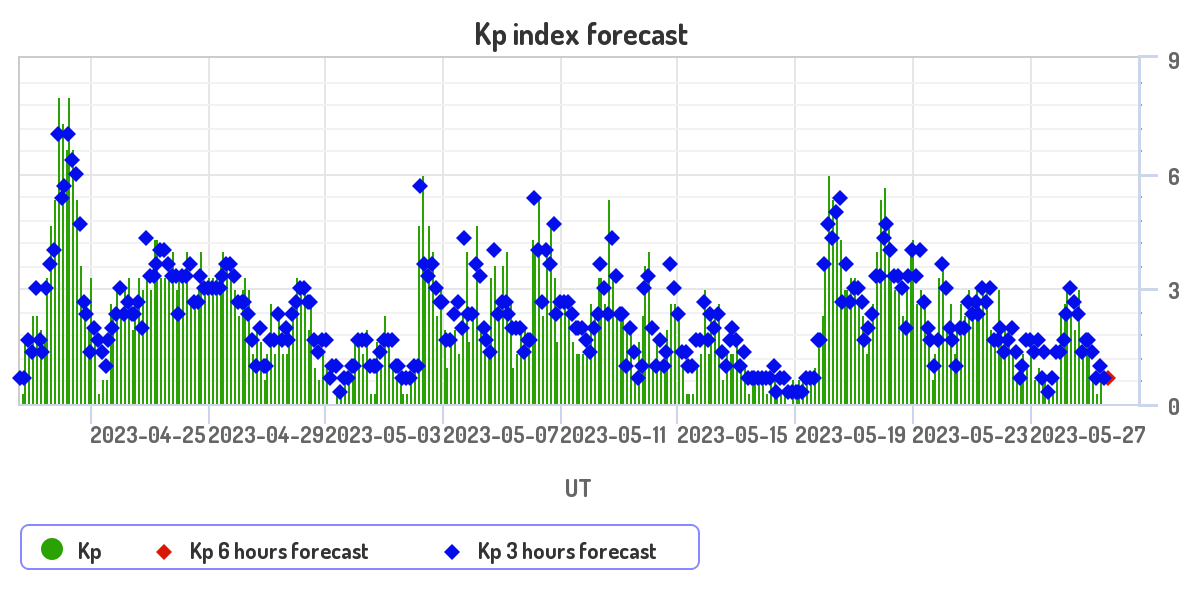 Kp index forecast
9
6
3
0
2023-04-25 2023-04-29 2023-05-03 2023-05-07 2023-05-11 2023-05-15 2023-05-19 2023-05-23 2023-05-27
UT
Kp Kp 6 hours forecast Kp 3 hours forecast